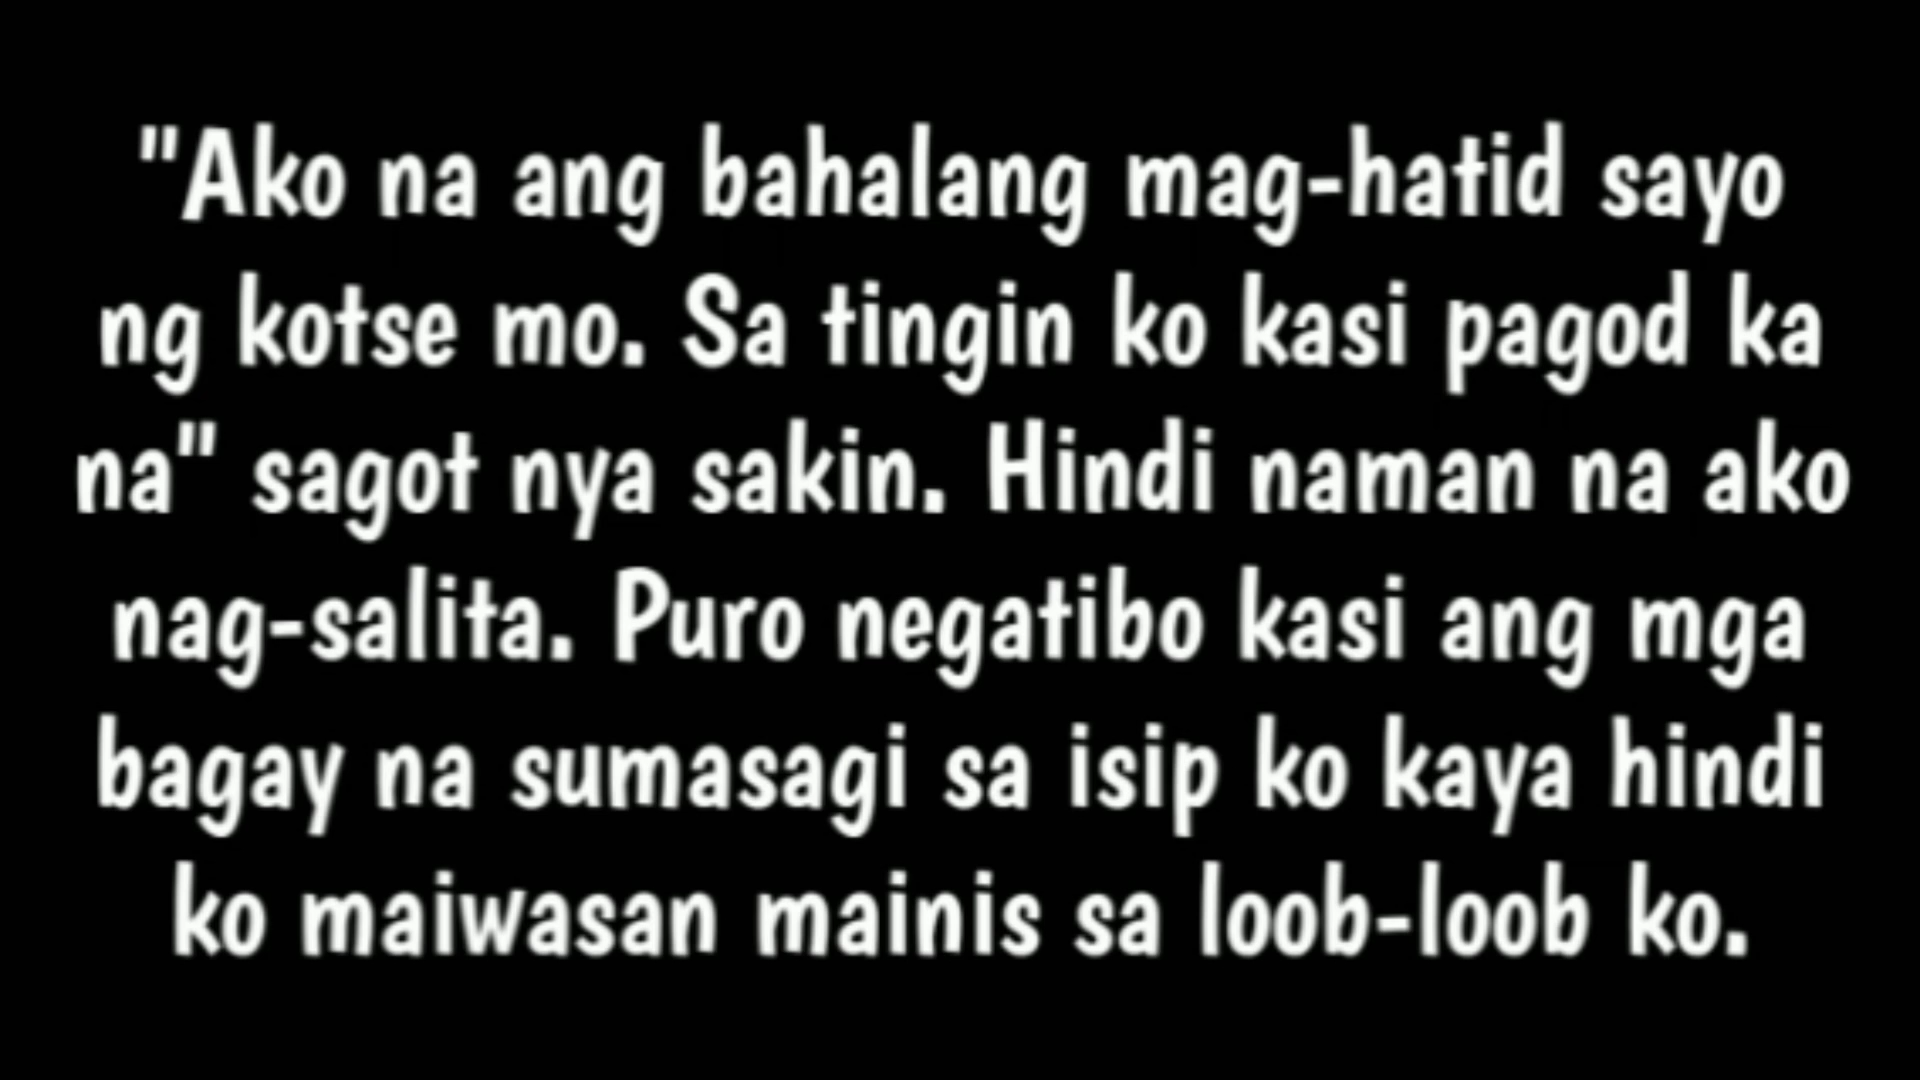 "Ako na ang bahalang mag-hatid sayo
ng kotse mo. Sa tingin ko kasi pagod ka
na" sagot nya sakin. Hindi naman na ako
nag-salita. Puro negatibo kasi ang mga
bagay na sumasagi sa isip ko kaya hindi
ko maiwasan mainis sa loob-loob ko.